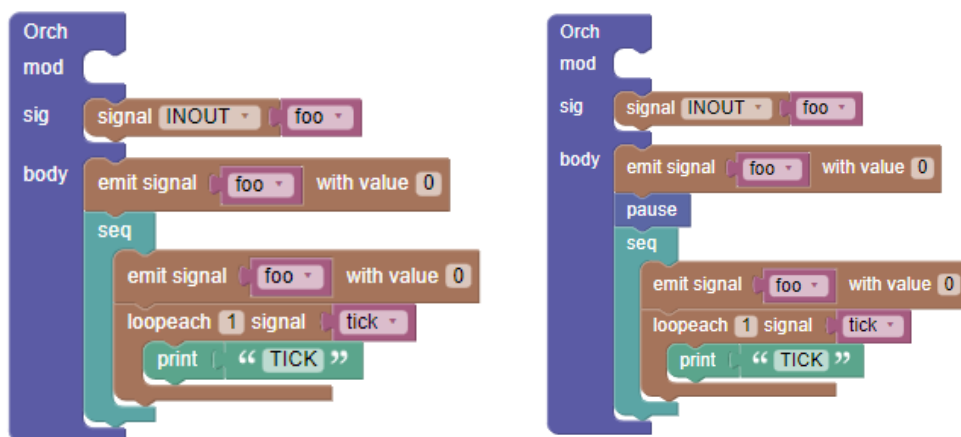 Orch
mod
sig signal INOUT foo
body emit signal foo with value 0
seq
emit signal foo with value 0
loopeach 1 signal tick
print “ TICK ”
Orch
mod
sig signal INOUT foo
body emit signal foo with value 0
pause
seq
emit signal foo with value 0
loopeach 1 signal tick
print “ TICK ”